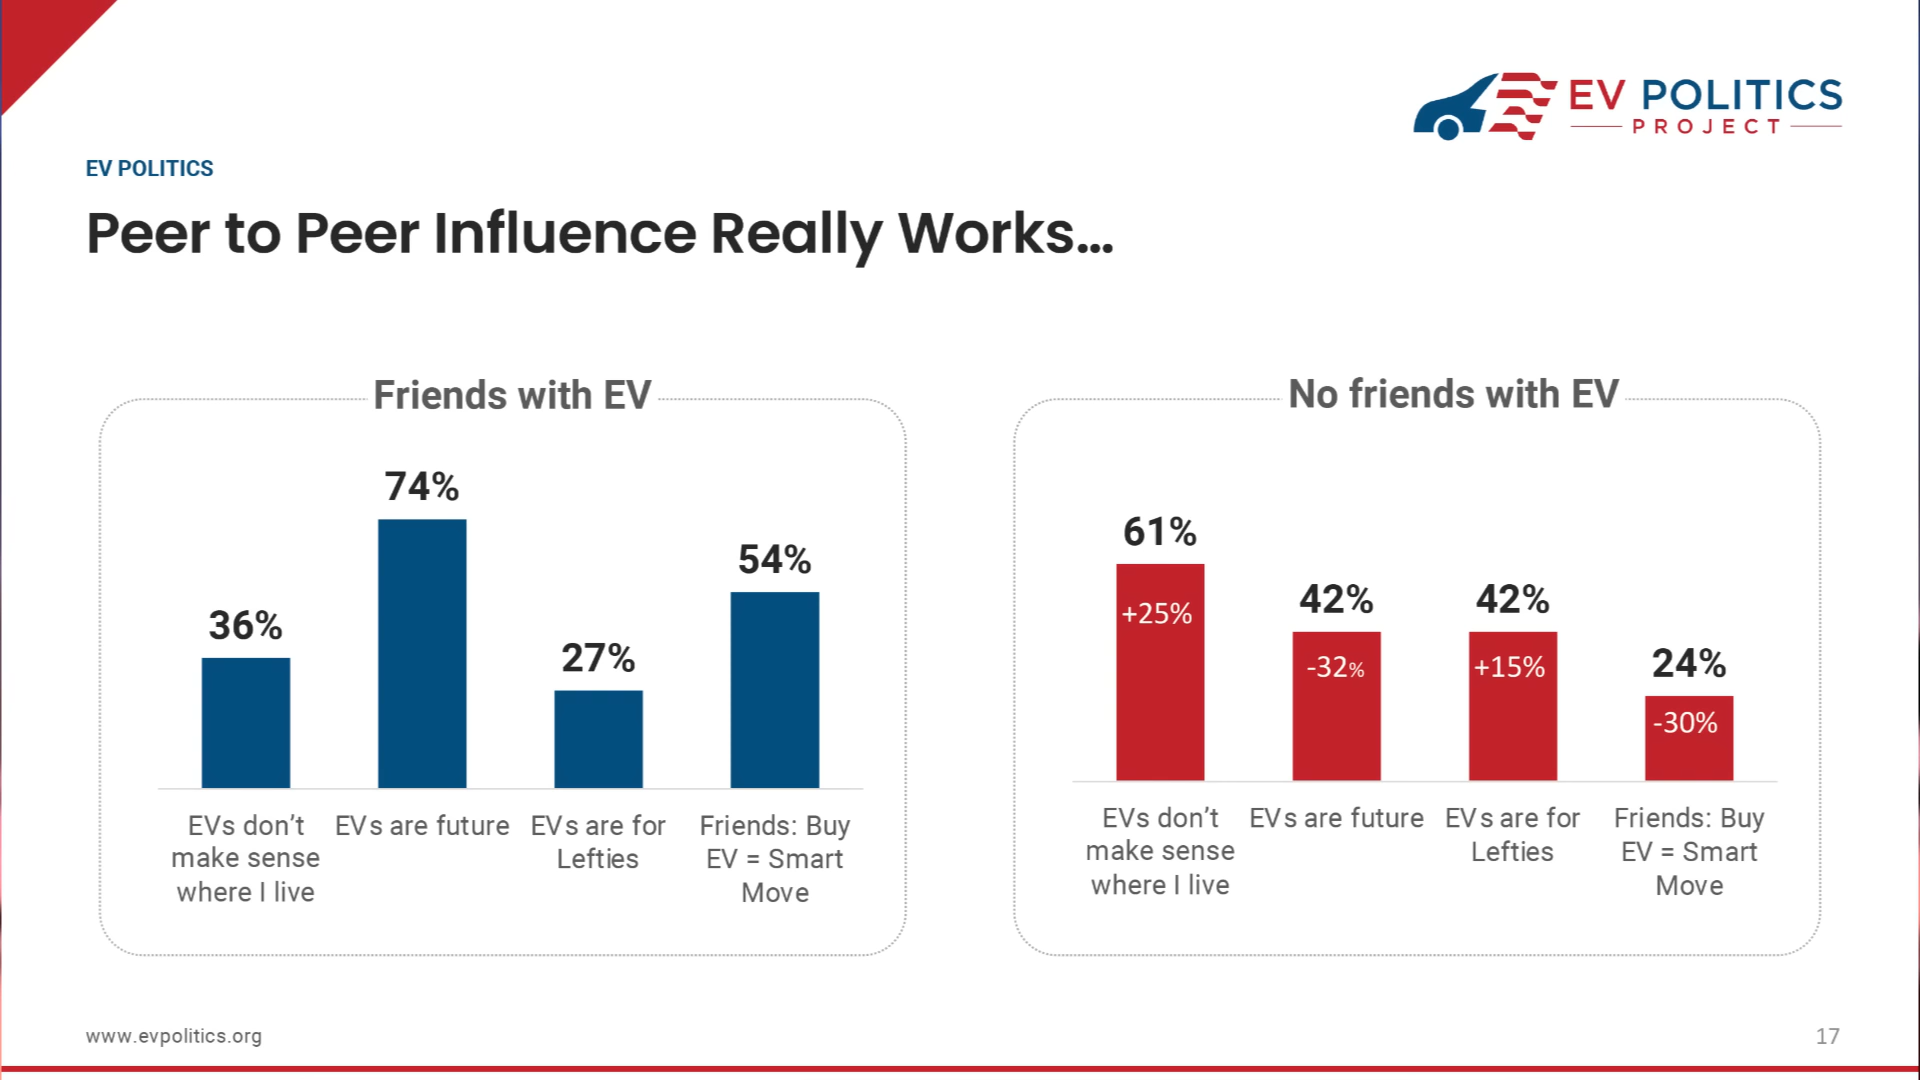 EV POLITICS
PROJECT
EV POLITICS
Peer to Peer Influence Really Works...
Friends with EV
36%
74%
27%
54%
EVs don’t
make sense
where I live
EVs are future
EVs are for
Lefties
Friends: Buy
EV = Smart
Move
No friends with EV
61%
+25%
42%
-32%
42%
+15%
24%
-30%
EVs don’t
make sense
where I live
EVs are future
EVs are for
Lefties
Friends: Buy
EV = Smart
Move
www.evpolitics.org
17